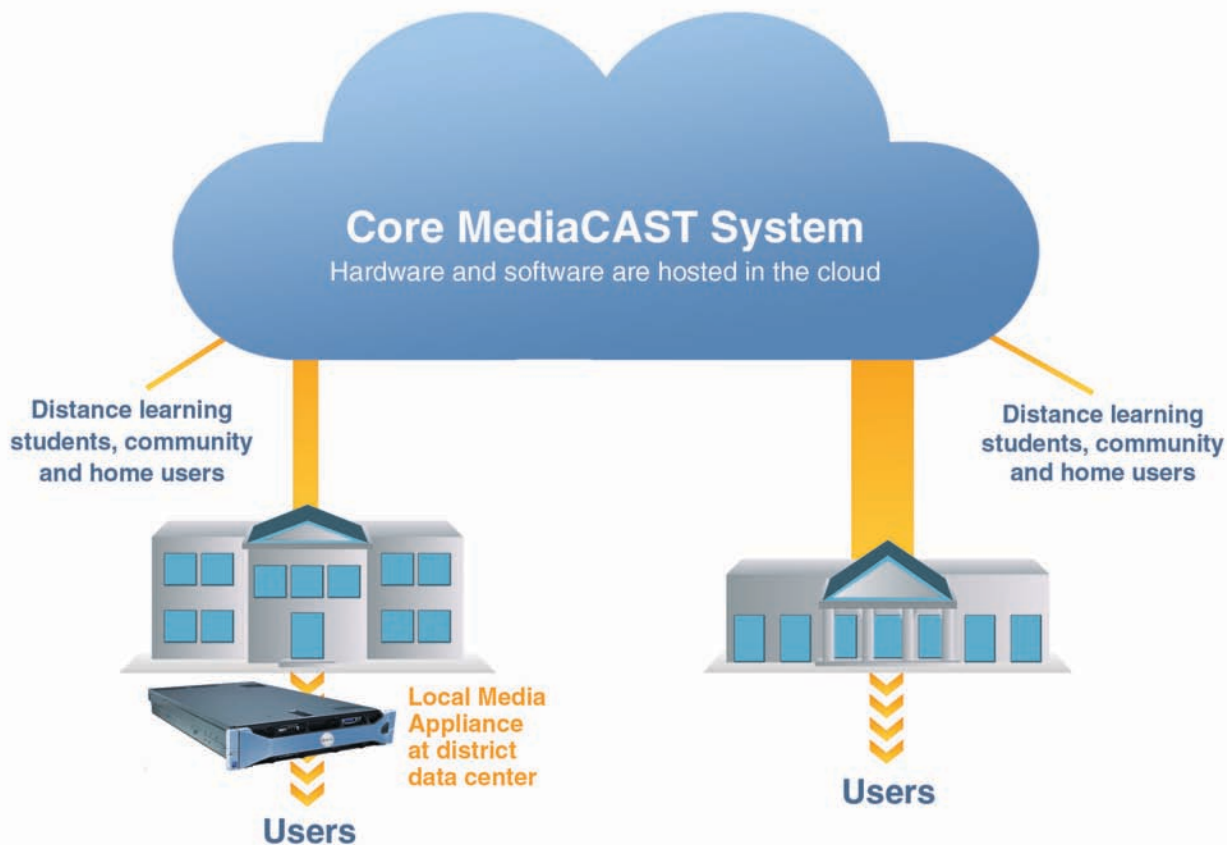 Core MediaCAST System
Hardware and software are hosted in the cloud
Distance learning
students, community
and home users
Distance learning
students, community
and home users
Local Media
Appliance
at district
data center
Users
Users